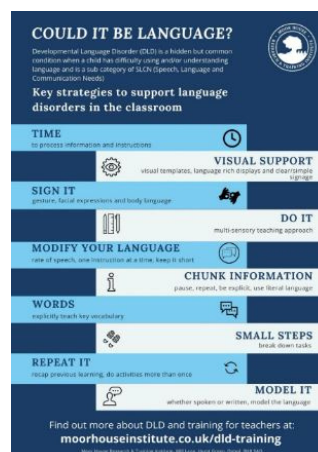 COULD IT BE LANGUAGE?
Developmental Language Disorder (DLD) is a hidden but common
condition when a child has difficulty using and/or understanding
language and is a sub category of SLCN (Speech, Language and
Communication Needs)
Key strategies to support language
disorders in the classroom
TIME
to process information and instructions
VISUAL SUPPORT
visual templates, language rich displays and clear/simple
signage
SIGN IT
gesture, facial expressions and body language
DO IT
multi-sensory teaching approach
MODIFY YOUR LANGUAGE
rate of speech, one instruction at a time, keep it short
CHUNK INFORMATION
pause, repeat, be explicit, use literal language
WORDS
explicitly teach key vocabulary
SMALL STEPS
break down tasks
REPEAT IT
recap previous learning, do activities more than once
MODEL IT
whether spoken or written, model the language
Find out more about DLD and training for teachers at:
moorhouseinstitute.co.uk/dld-training